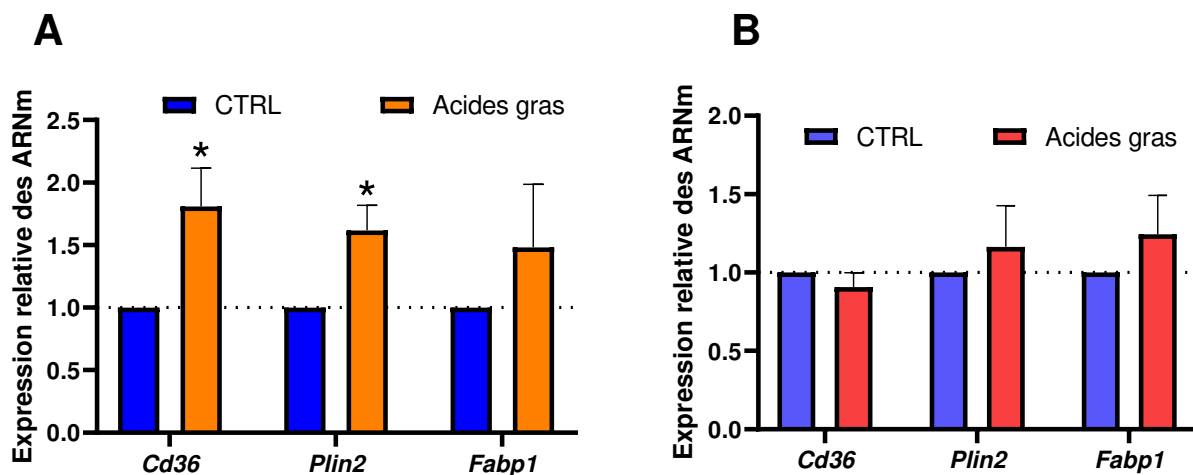 A
CTRL
Acides gras
Expression relative des ARNm
2.5
2.0
1.5
1.0
0.5
0.0
*
*
Cd36
Plin2
Fabp1
B
CTRL
Acides gras
Expression relative des ARNm
2.0
1.5
1.0
0.5
0.0
Cd36
Plin2
Fabp1